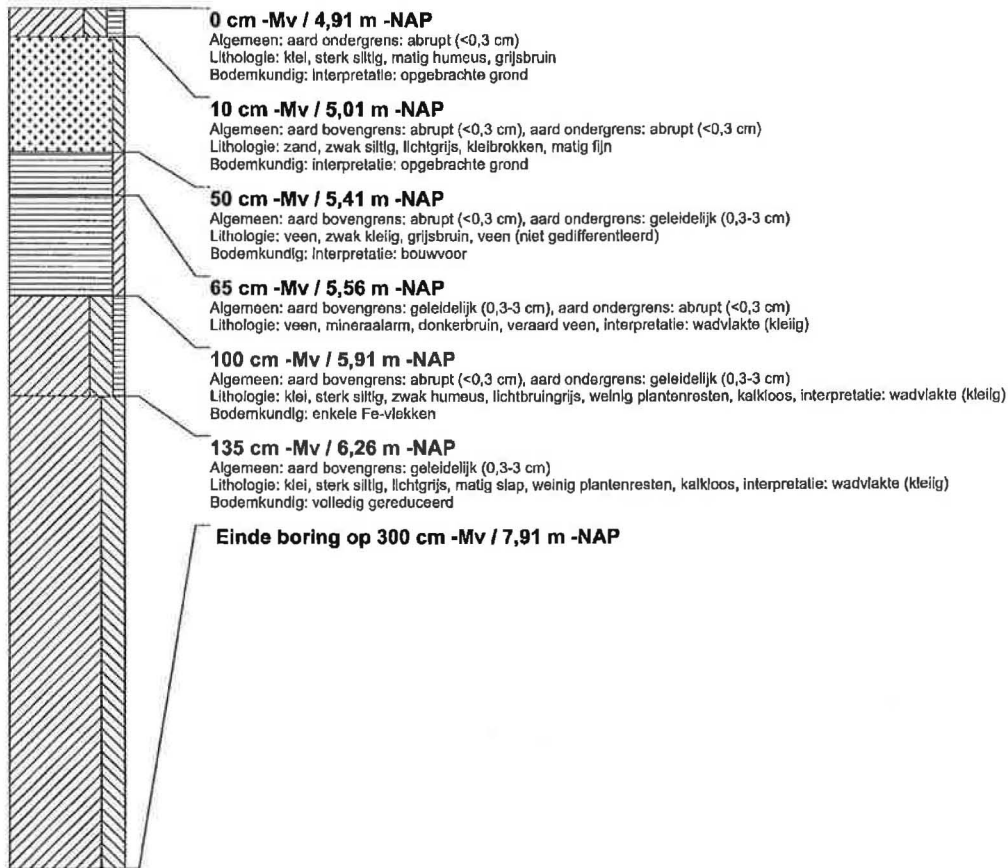 0 cm -Mv / 4,91 m -NAP
Algemeen: aard ondergrens: abrupt (<0,3 cm)
Lithologie: klei, sterk siltig, matig humeus, grijsbruin
Bodemkundig: interpretatie: opgebrachte grond
10 cm -Mv / 5,01 m -NAP
Algemeen: aard bovengrens: abrupt (<0,3 cm), aard ondergrens: abrupt (<0,3 cm)
Lithologie: zand, zwak siltig, lichtgrijs, kleibrokken, matig fijn
Bodemkundig: interpretatie: opgebrachte grond
50 cm -Mv / 5,41 m -NAP
Algemeen: aard bovengrens: abrupt (<0,3 cm), aard ondergrens: geleidelijk (0,3-3 cm)
Lithologie: veen, zwak kleiig, grijsbruin, veen (niet gedifferentieerd)
Bodemkundig: interpretatie: bouwvoor
65 cm -Mv / 5,56 m -NAP
Algemeen: aard bovengrens: geleidelijk (0,3-3 cm), aard ondergrens: abrupt (<0,3 cm)
Lithologie: veen, mineraalarm, donkerbruin, veraard veen, interpretatie: wadvlakte (kleiig)
100 cm -Mv / 5,91 m -NAP
Algemeen: aard bovengrens: abrupt (<0,3 cm), aard ondergrens: geleidelijk (0,3-3 cm)
Lithologie: klei, sterk siltig, zwak humeus, lichtbruingrijs, weinig plantenresten, kalkloos, interpretatie: wadvlakte (kleiig)
Bodemkundig: enkele Fe-vlekken
135 cm -Mv / 6,26 m -NAP
Algemeen: aard bovengrens: geleidelijk (0,3-3 cm)
Lithologie: klei, sterk siltig, lichtgrijs, matig slap, weinig plantenresten, kalkloos, interpretatie: wadvlakte (kleiig)
Bodemkundig: volledig gereduceerd
Einde boring op 300 cm -Mv / 7,91 m -NAP